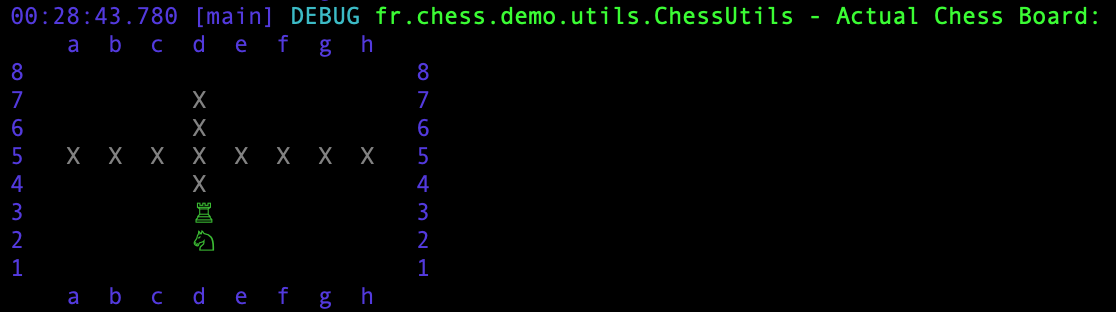 00:28:43.780 [main] DEBUG fr.chess.demo.utils.ChessUtils - Actual Chess Board:
a b c d e f g h
8 8
7 X 7
6 X 6
5 X X X X X X X X 5
4 X 4
3 ♖ 3
2 ♘ 2
1 1
a b c d e f g h